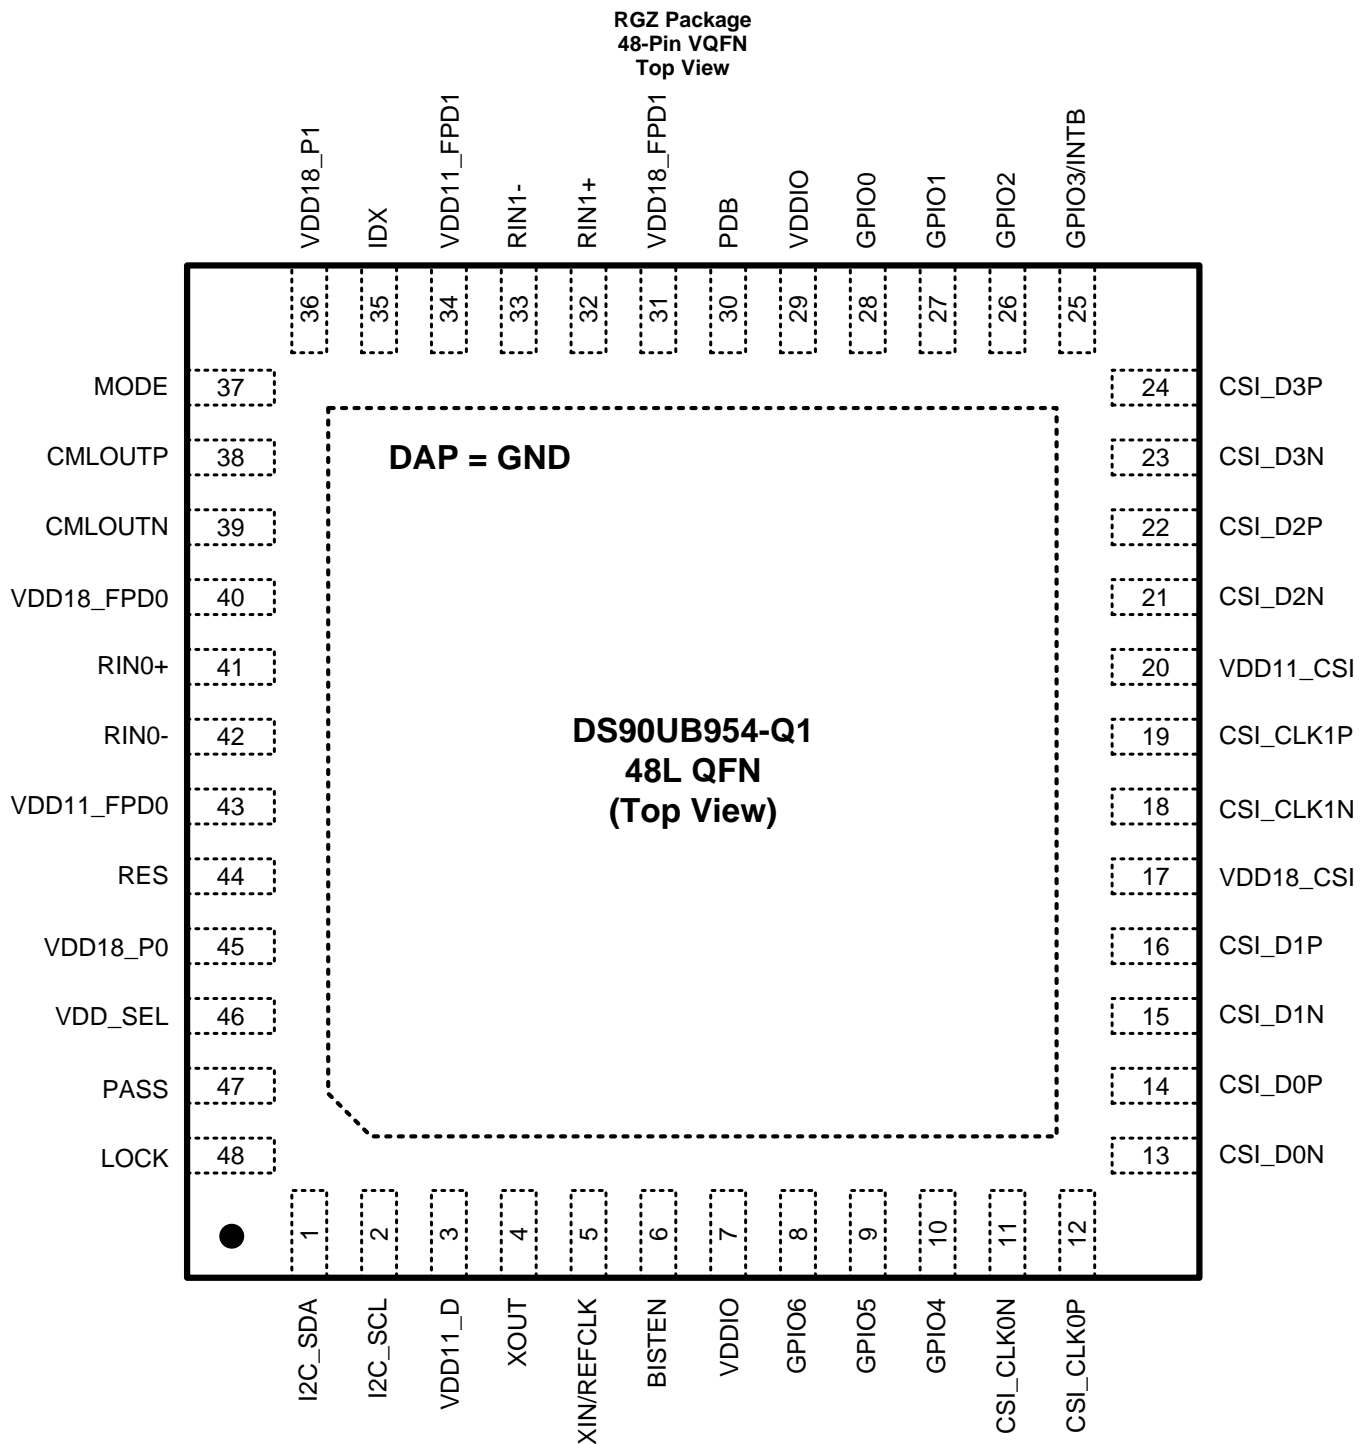 RGZ Package
48-Pin VQFN
Top View
VDD18_P1
IDX
VDD11_FPD1
RIN1-
RIN1+
VDD18_FPD1
PDB
VDDIO
GPIO0
GPIO1
GPIO2
GPIO3/INTB
36
35
34
33
32
31
30
29
28
27
26
25
MODE 37
CMLOUTP 38
CMLOUTN 39
VDD18_FPD0 40
RIN0+ 41
RIN0- 42
VDD11_FPD0 43
RES 44
VDD18_P0 45
VDD_SEL 46
PASS 47
LOCK 48
DAP = GND
DS90UB954-Q1
48L QFN
(Top View)
24 CSI_D3P
23 CSI_D3N
22 CSI_D2P
21 CSI_D2N
20 VDD11_CSI
19 CSI_CLK1P
18 CSI_CLK1N
17 VDD18_CSI
16 CSI_D1P
15 CSI_D1N
14 CSI_D0P
13 CSI_D0N
1
2
3
4
5
6
7
8
9
10
11
12
I2C_SDA
I2C_SCL
VDD11_D
XOUT
XIN/REFCLK
BISTEN
VDDIO
GPIO6
GPIO5
GPIO4
CSI_CLK0N
CSI_CLK0P